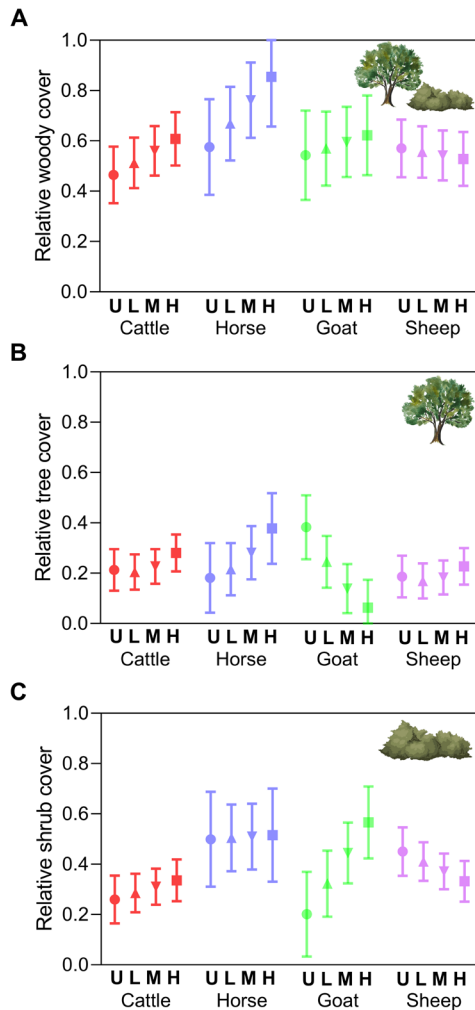 A
Relative woody cover
1.0
0.8
0.6
0.4
0.2
0.0
U L M H U L M H U L M H U L M H
Cattle Horse Goat Sheep
B
Relative tree cover
1.0
0.8
0.6
0.4
0.2
0.0
U L M H U L M H U L M H U L M H
Cattle Horse Goat Sheep
C
Relative shrub cover
1.0
0.8
0.6
0.4
0.2
0.0
U L M H U L M H U L M H U L M H
Cattle Horse Goat Sheep